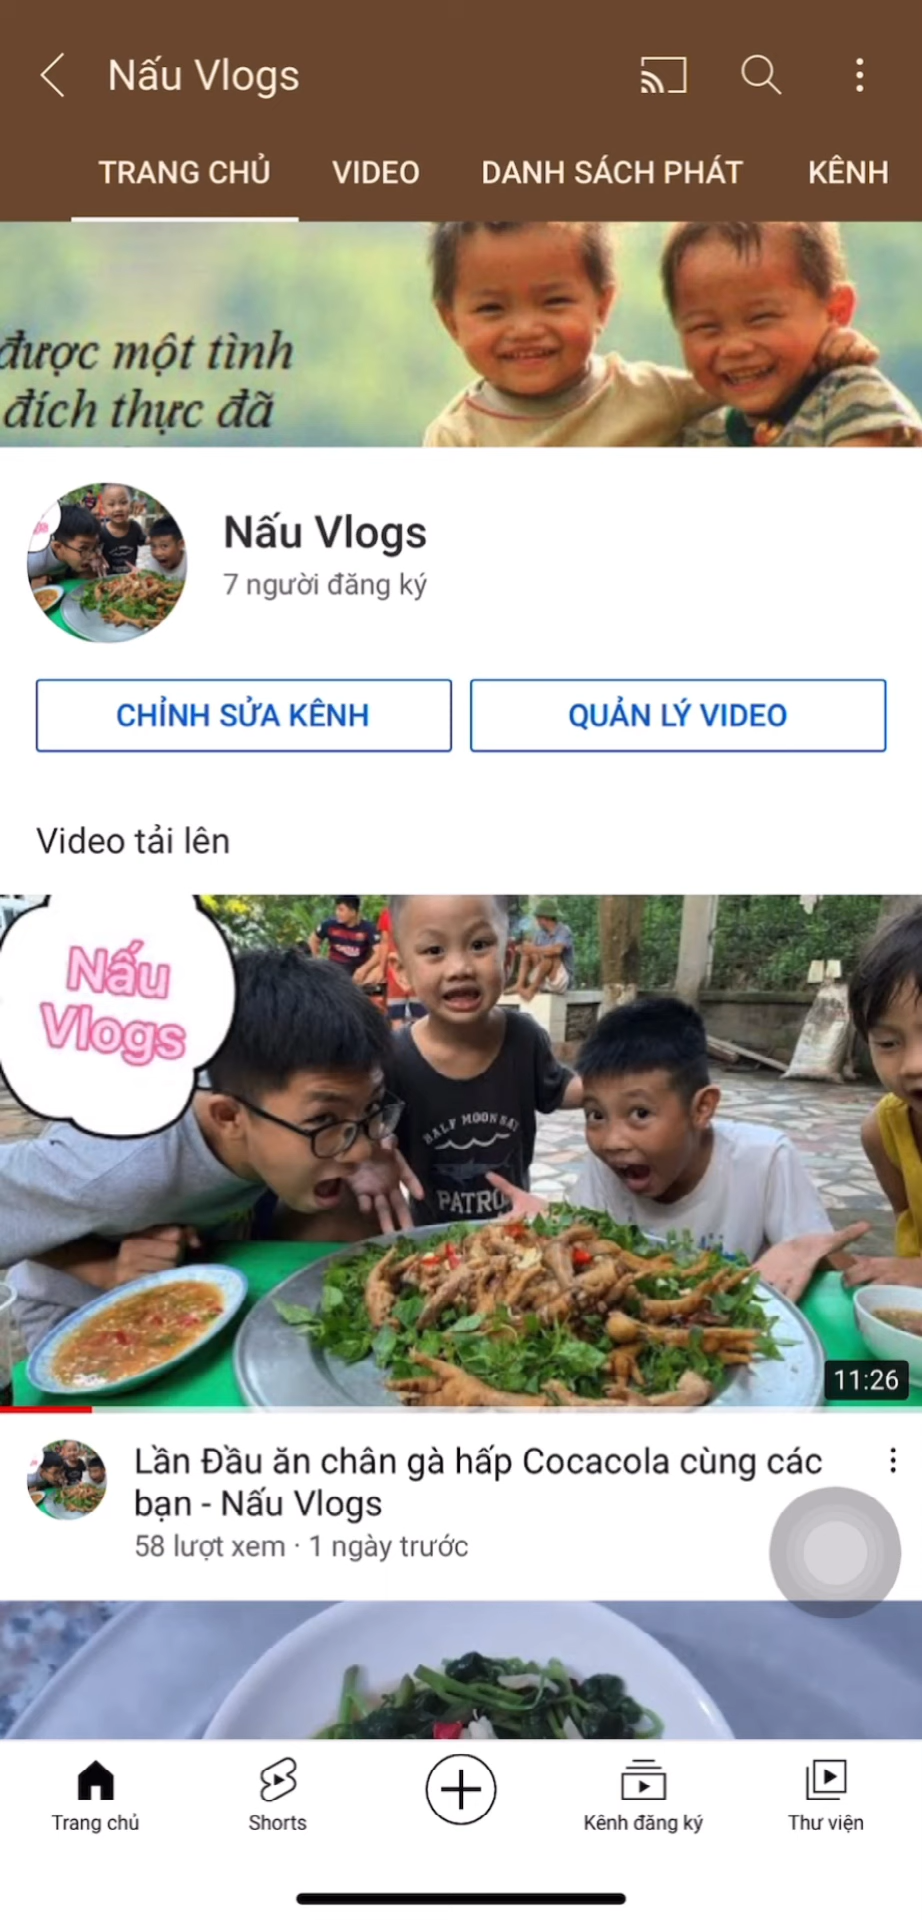 Nấu Vlogs
TRANG CHỦ VIDEO DANH SÁCH PHÁT KÊNH
được một tình
đích thực đã
Nấu Vlogs
7 người đăng ký
CHỈNH SỬA KÊNH QUẢN LÝ VIDEO
Video tải lên
Nấu
Vlogs
HALF MOON BAY
PATRO
11:26
Lần Đầu ăn chân gà hấp Cocacola cùng các
bạn - Nấu Vlogs
58 lượt xem · 1 ngày trước
Trang chủ Shorts Kênh đăng ký Thư viện